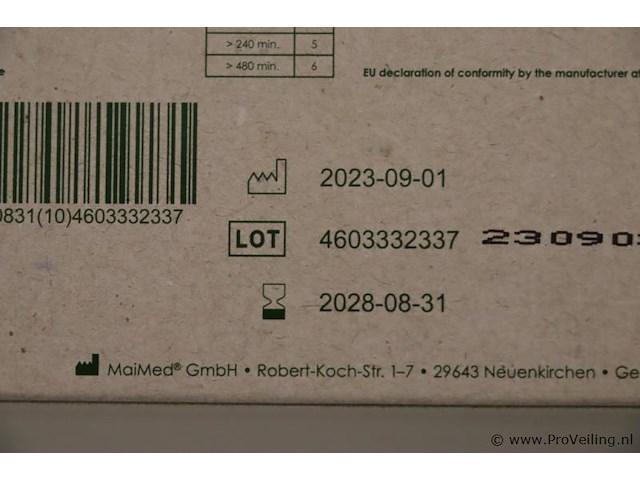 > 240 min. 5
> 480 min. 6
EU declaration of conformity by the manufacturer
2023-09-01
0831(10)4603332337
LOT 4603332337 2309
2028-08-31
MaiMed® GmbH • Robert-Koch-Str. 1–7 • 29643 Neuenkirchen •
© www.ProVeiling.nl